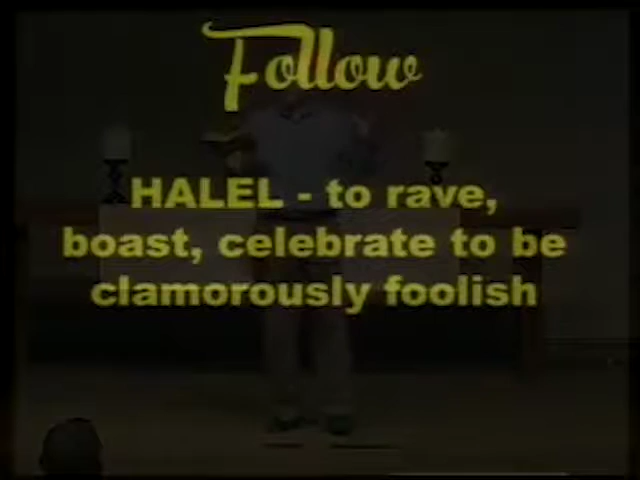 Follow
HALEL - to rave,
boast, celebrate to be
clamorously foolish